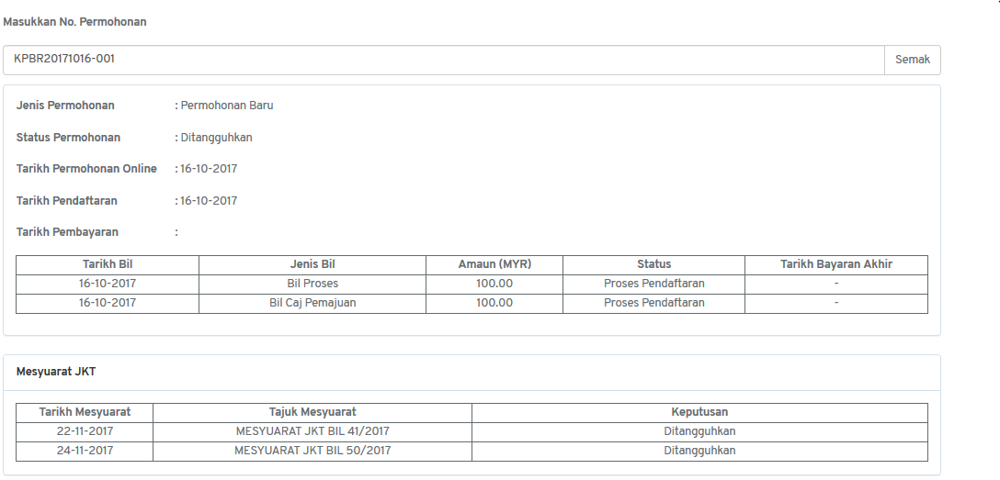 Masukkan No. Permohonan
KPBR20171016-001 Semak
Jenis Permohonan : Permohonan Baru
Status Permohonan : Ditangguhkan
Tarikh Permohonan Online : 16-10-2017
Tarikh Pendaftaran : 16-10-2017
Tarikh Pembayaran :
Tarikh Bil Jenis Bil Amaun (MYR) Status Tarikh Bayaran Akhir
16-10-2017 Bil Proses 100.00 Proses Pendaftaran -
16-10-2017 Bil Caj Pemajuan 100.00 Proses Pendaftaran -
Mesyuarat JKT
Tarikh Mesyuarat Tajuk Mesyuarat Keputusan
22-11-2017 MESYUARAT JKT BIL 41/2017 Ditangguhkan
24-11-2017 MESYUARAT JKT BIL 50/2017 Ditangguhkan